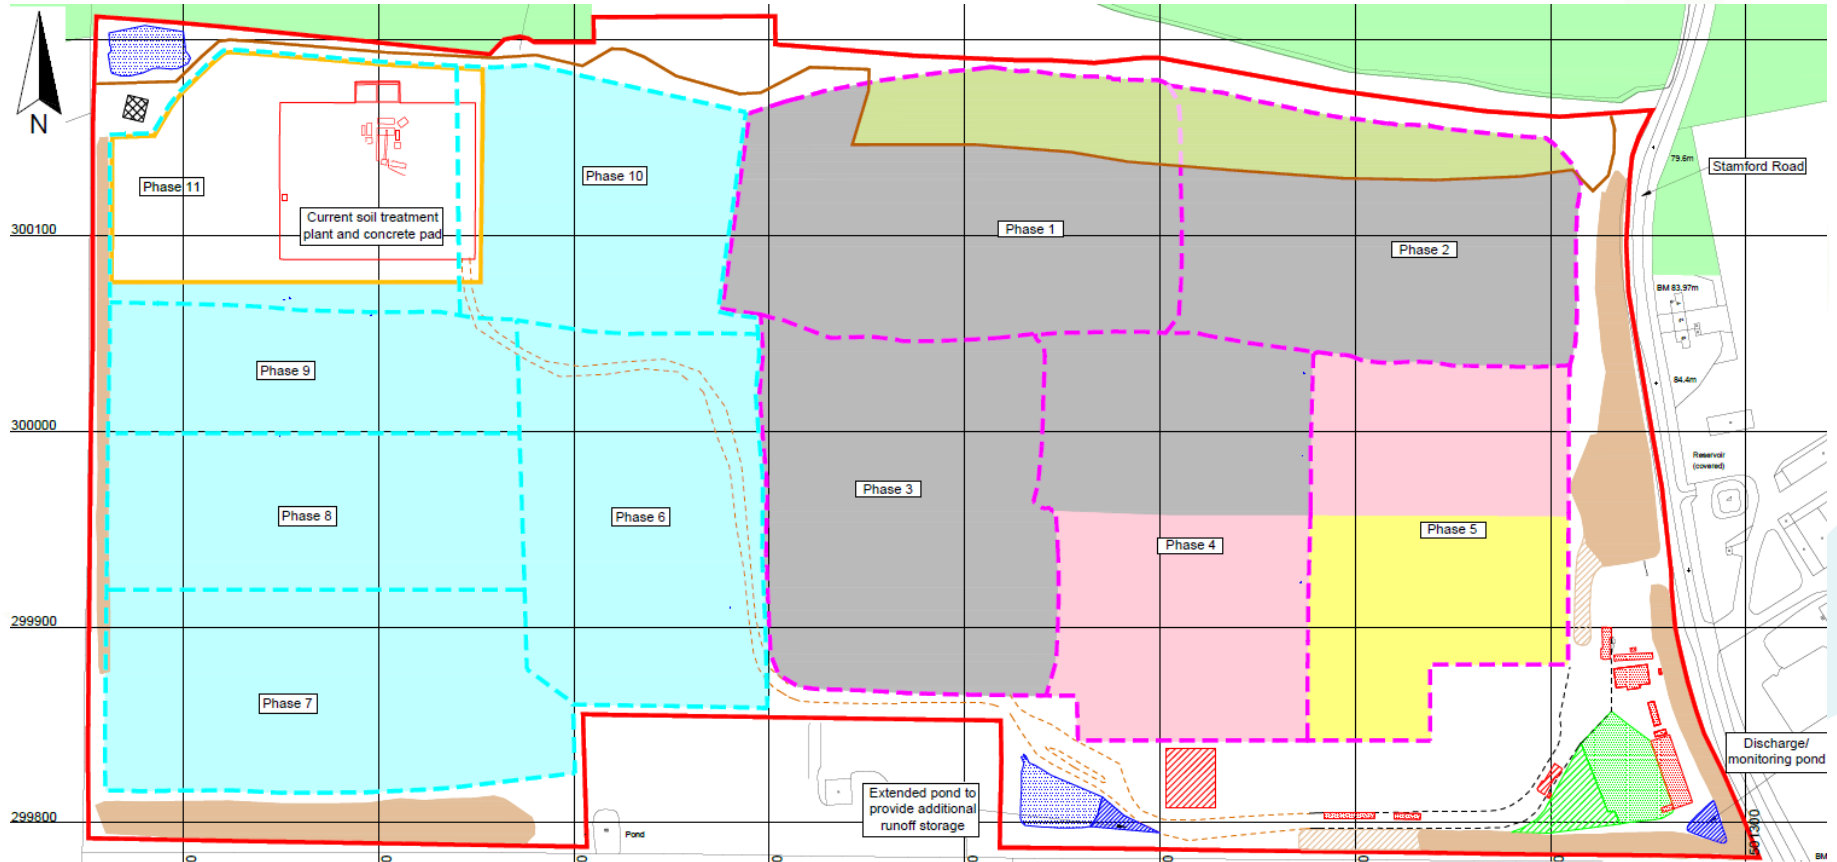 N
79.6m
Stamford Road
Phase 10
Phase 11
Current soil treatment
plant and concrete pad
300100
Phase 1
Phase 2
BM 83.97m
Phase 9
84.4m
300000
Reservoir
(covered)
Phase 3
Phase 8
Phase 6
Phase 5
Phase 4
299900
Phase 7
Discharge/
monitoring pond
Extended pond to
provide additional
runoff storage
299800
Pond
501300
BM